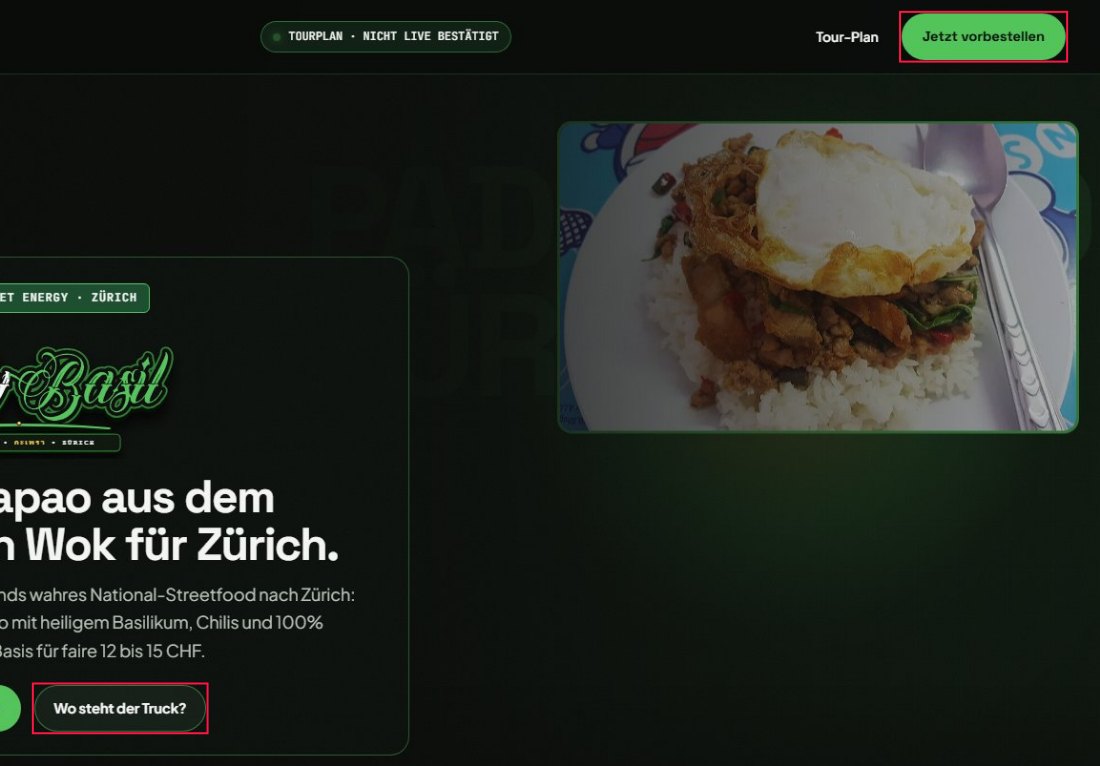 TOURPLAN · NICHT LIVE BESTÄTIGT
Tour-Plan
Jetzt vorbestellen
ET ENERGY · ZÜRICH
Basil
ZÜRICH
apao aus dem
n Wok für Zürich.
nds wahres National-Streetfood nach Zürich:
o mit heiligem Basilikum, Chilis und 100%
Basis für faire 12 bis 15 CHF.
Wo steht der Truck?